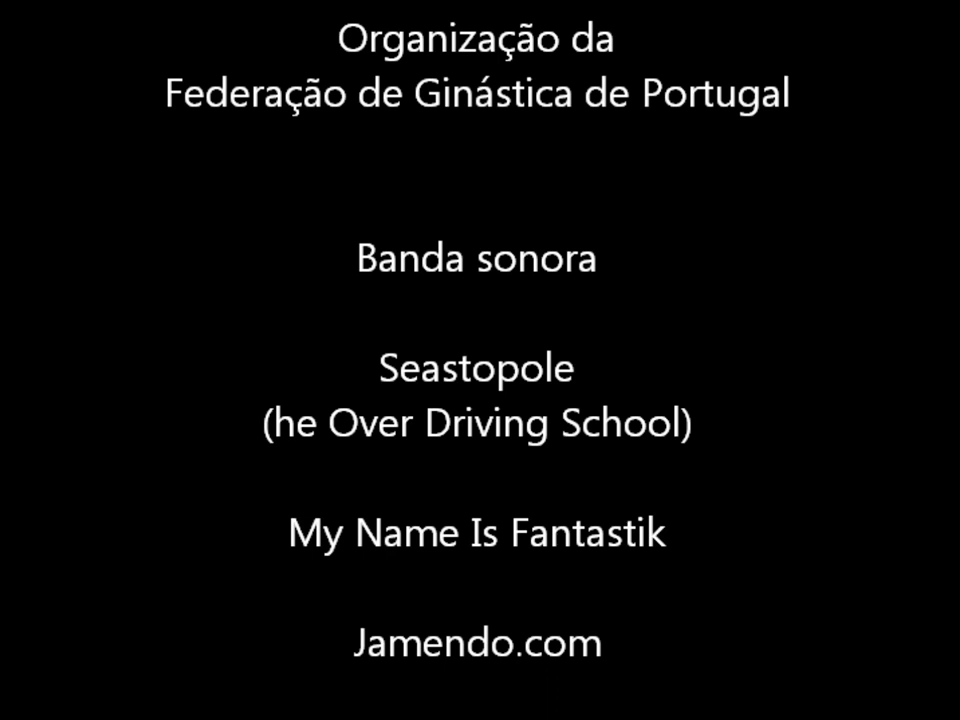 Organização da
Federação de Ginástica de Portugal
Banda sonora
Seastopole
(he Over Driving School)
My Name Is Fantastik
Jamendo.com